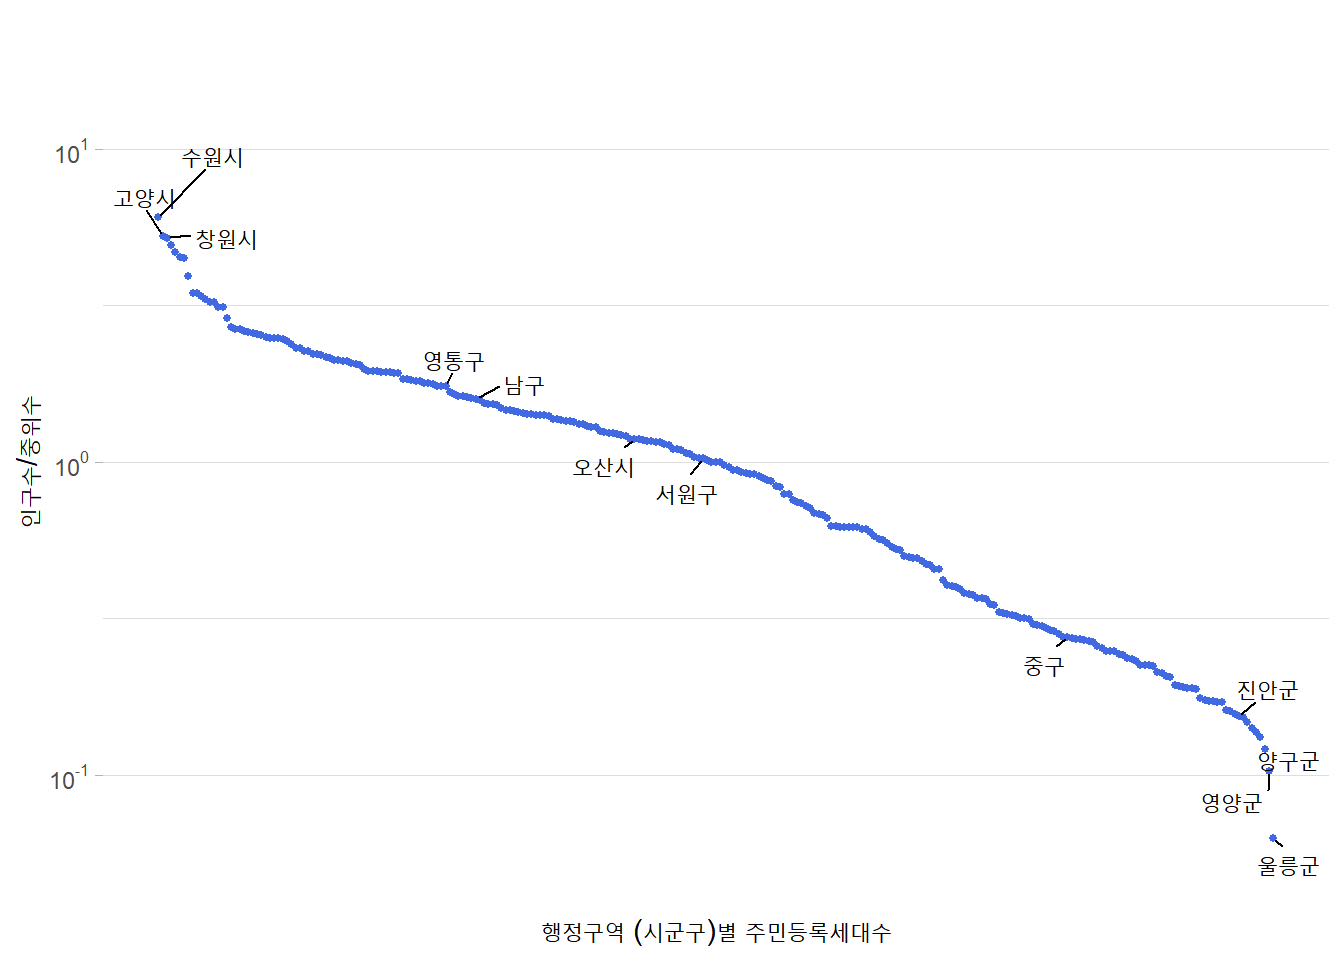 10¹
수원시
고양시
창원시
영통구
남구
인구수/중위수
10⁰
오산시
서원구
중구
진안군
양구군
10⁻¹
영양군
울릉군
행정구역 (시군구)별 주민등록세대수